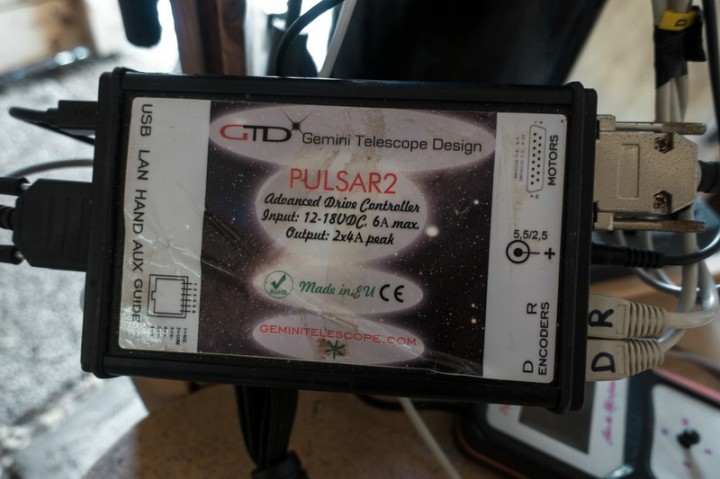 GTD Gemini Telescope Design
PULSAR2
Advanced Drive Controller
Input: 12-18VDC, 6A max.
Output: 2x4A peak
RoHS
Made in EU CE
GEMINITELESCOPE.COM
USB LAN HAND AUX GUIDE
MOTORS
5,5/2,5
+
D R
ENCODERS
R
D